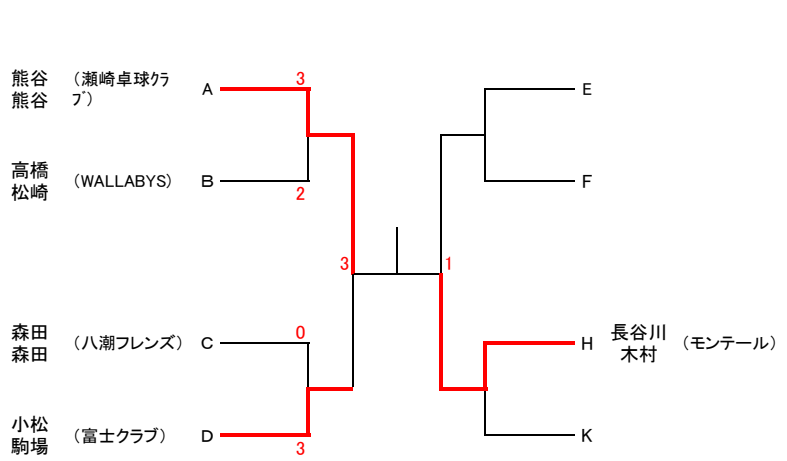 熊谷
熊谷
（瀬崎卓球ｸﾗ
ﾌﾞ）
A
3
高橋
松崎
（WALLABYS）
B
2
3
森田
森田
（八潮フレンズ）
C
0
小松
駒場
（富士クラブ）
D
3
E
F
1
H
長谷川
木村
（モンテール）
K